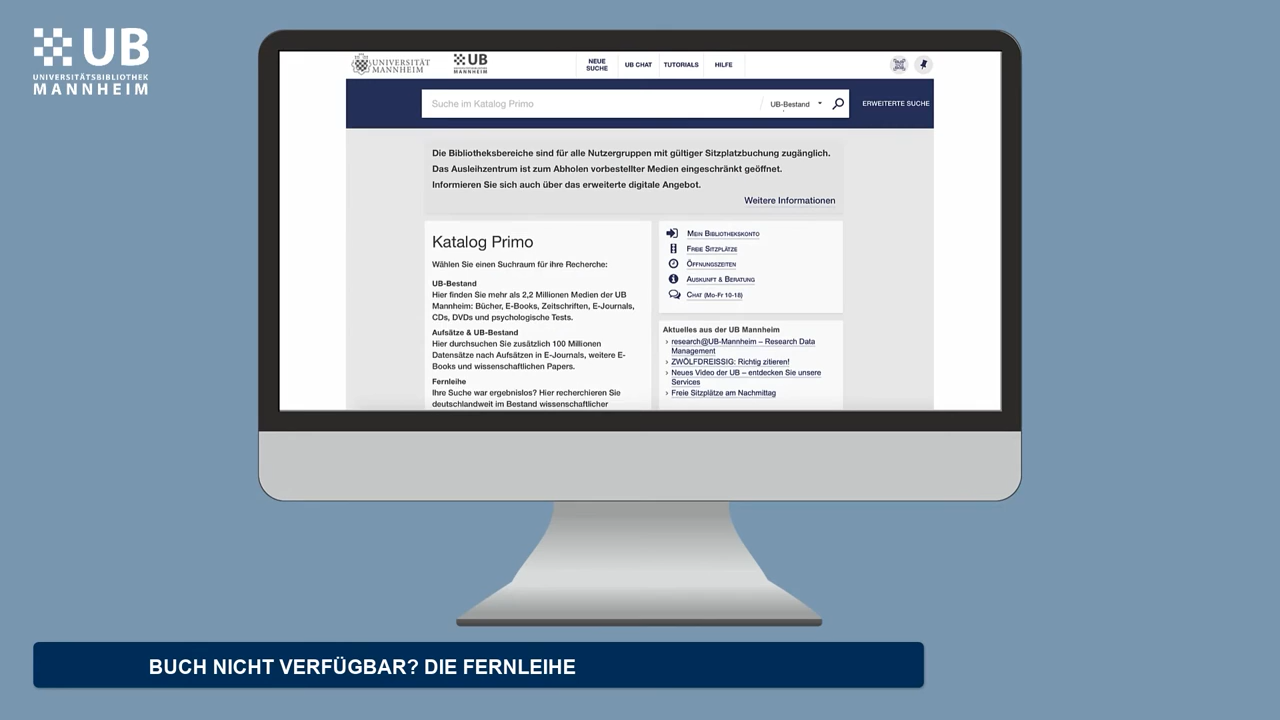 UB
UNIVERSITÄTSBIBLIOTHEK
MANNHEIM
UNIVERSITÄT
MANNHEIM
UB
MANNHEIM
NEUE
SUCHE
UB CHAT
TUTORIALS
HILFE
Suche im Katalog Primo
UB-Bestand
ERWEITERTE SUCHE
Die Bibliotheksbereiche sind für alle Nutzergruppen mit gültiger Sitzplatzbuchung zugänglich.
Das Ausleihzentrum ist zum Abholen vorbestellter Medien eingeschränkt geöffnet.
Informieren Sie sich auch über das erweiterte digitale Angebot.
Weitere Informationen
Katalog Primo
Wählen Sie einen Suchraum für ihre Recherche:
UB-Bestand
Hier finden Sie mehr als 2,2 Millionen Medien der UB
Mannheim: Bücher, E-Books, Zeitschriften, E-Journals,
CDs, DVDs und psychologische Tests.
Aufsätze & UB-Bestand
Hier durchsuchen Sie zusätzlich 100 Millionen
Datensätze nach Aufsätzen in E-Journals, weitere E-
Books und wissenschaftlichen Papers.
Fernleihe
Ihre Suche war ergebnislos? Hier recherchieren Sie
deutschlandweit im Bestand wissenschaftlicher
Mein Bibliothekskonto
Freie Sitzplätze
Öffnungszeiten
Auskunft & Beratung
Chat (Mo-Fr 10-18)
Aktuelles aus der UB Mannheim
› research@UB-Mannheim – Research Data
Management
› ZWÖLFDREISSIG: Richtig zitieren!
› Neues Video der UB – entdecken Sie unsere
Services
› Freie Sitzplätze am Nachmittag
BUCH NICHT VERFÜGBAR? DIE FERNLEIHE